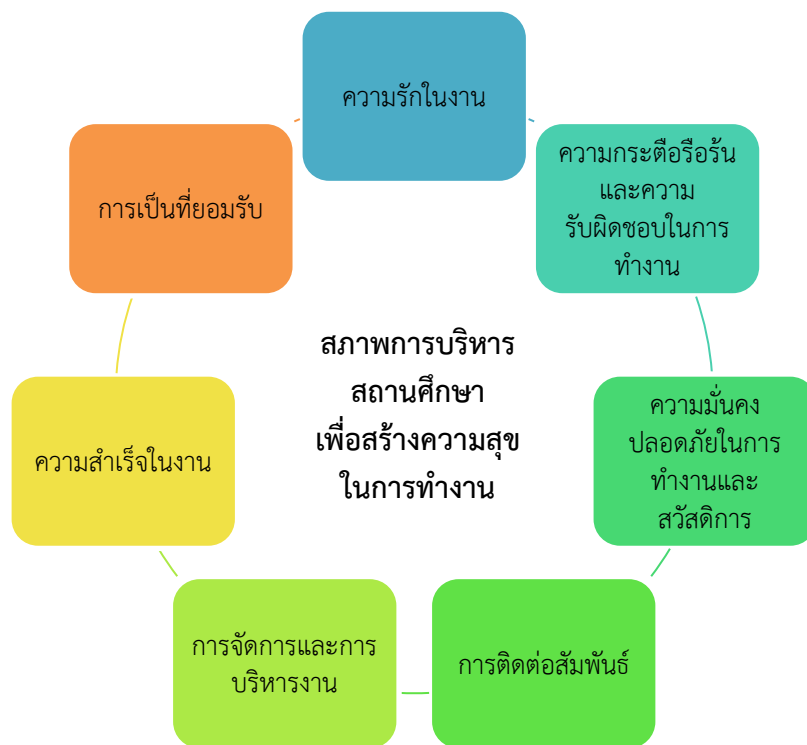 ความรักในงาน
ความกระตือรือร้น
และความ
รับผิดชอบในการ
ทำงาน
ความมั่นคง
ปลอดภัยในการ
ทำงานและ
สวัสดิการ
การติดต่อสัมพันธ์
การจัดการและการ
บริหารงาน
ความสำเร็จในงาน
การเป็นที่ยอมรับ
สภาพการบริหาร
สถานศึกษา
เพื่อสร้างความสุข
ในการทำงาน